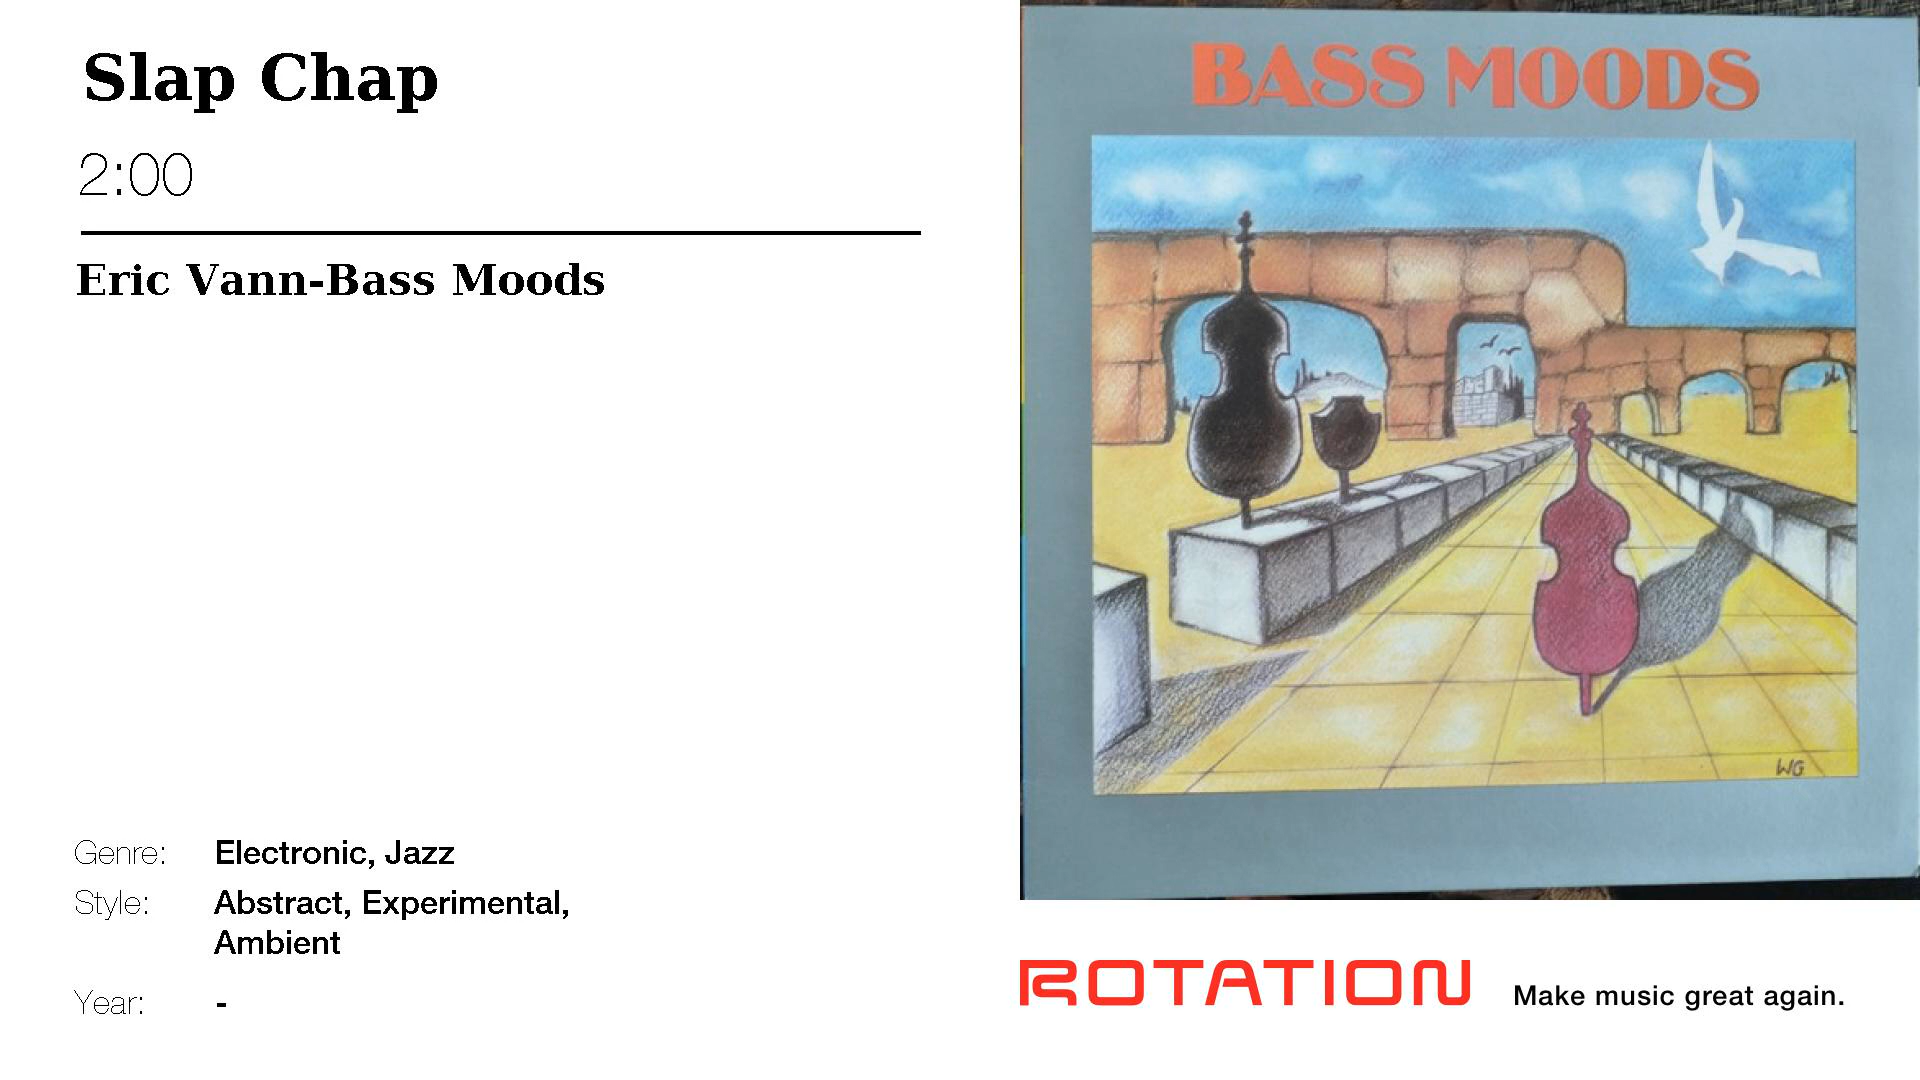 Slap Chap
2:00
Eric Vann-Bass Moods
Genre: Electronic, Jazz
Style: Abstract, Experimental,
Ambient
Year: -
BASS MOODS
WG
ROTATION
Make music great again.